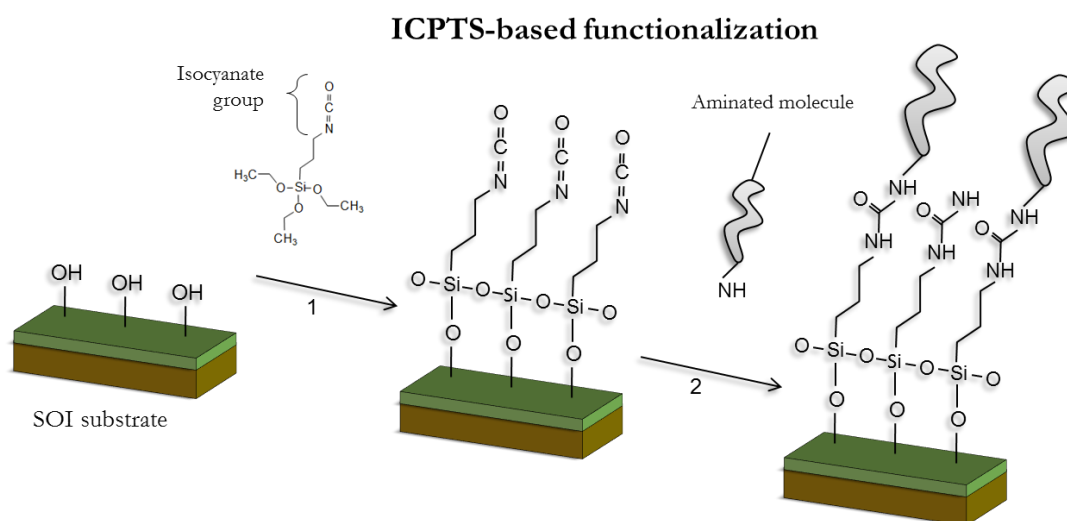 ICPTS-based functionalization
Isocyanate
group
O
C
N
H₃C
O
Si
O
O
CH₃
CH₃
OH
OH
OH
SOI substrate
1
O
C
N
O
C
N
O
C
N
O
Si
O
Si
O
Si
O
O
O
O
Aminated molecule
NH
2
NH
O
NH
NH
O
NH
NH
O
NH
O
Si
O
Si
O
Si
O
O
O
O